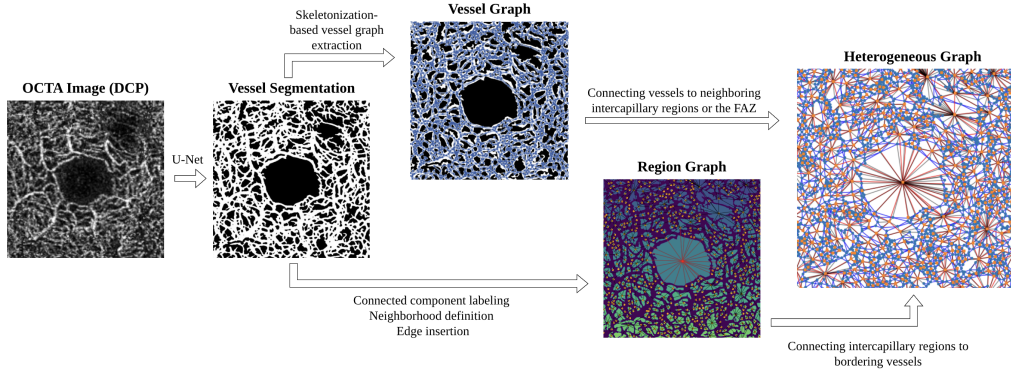 OCTA Image (DCP)
U-Net
Vessel Segmentation
Skeletonization-
based vessel graph
extraction
Vessel Graph
Connected component labeling
Neighborhood definition
Edge insertion
Region Graph
Connecting vessels to neighboring
intercapillary regions or the FAZ
Heterogeneous Graph
Connecting intercapillary regions to
bordering vessels